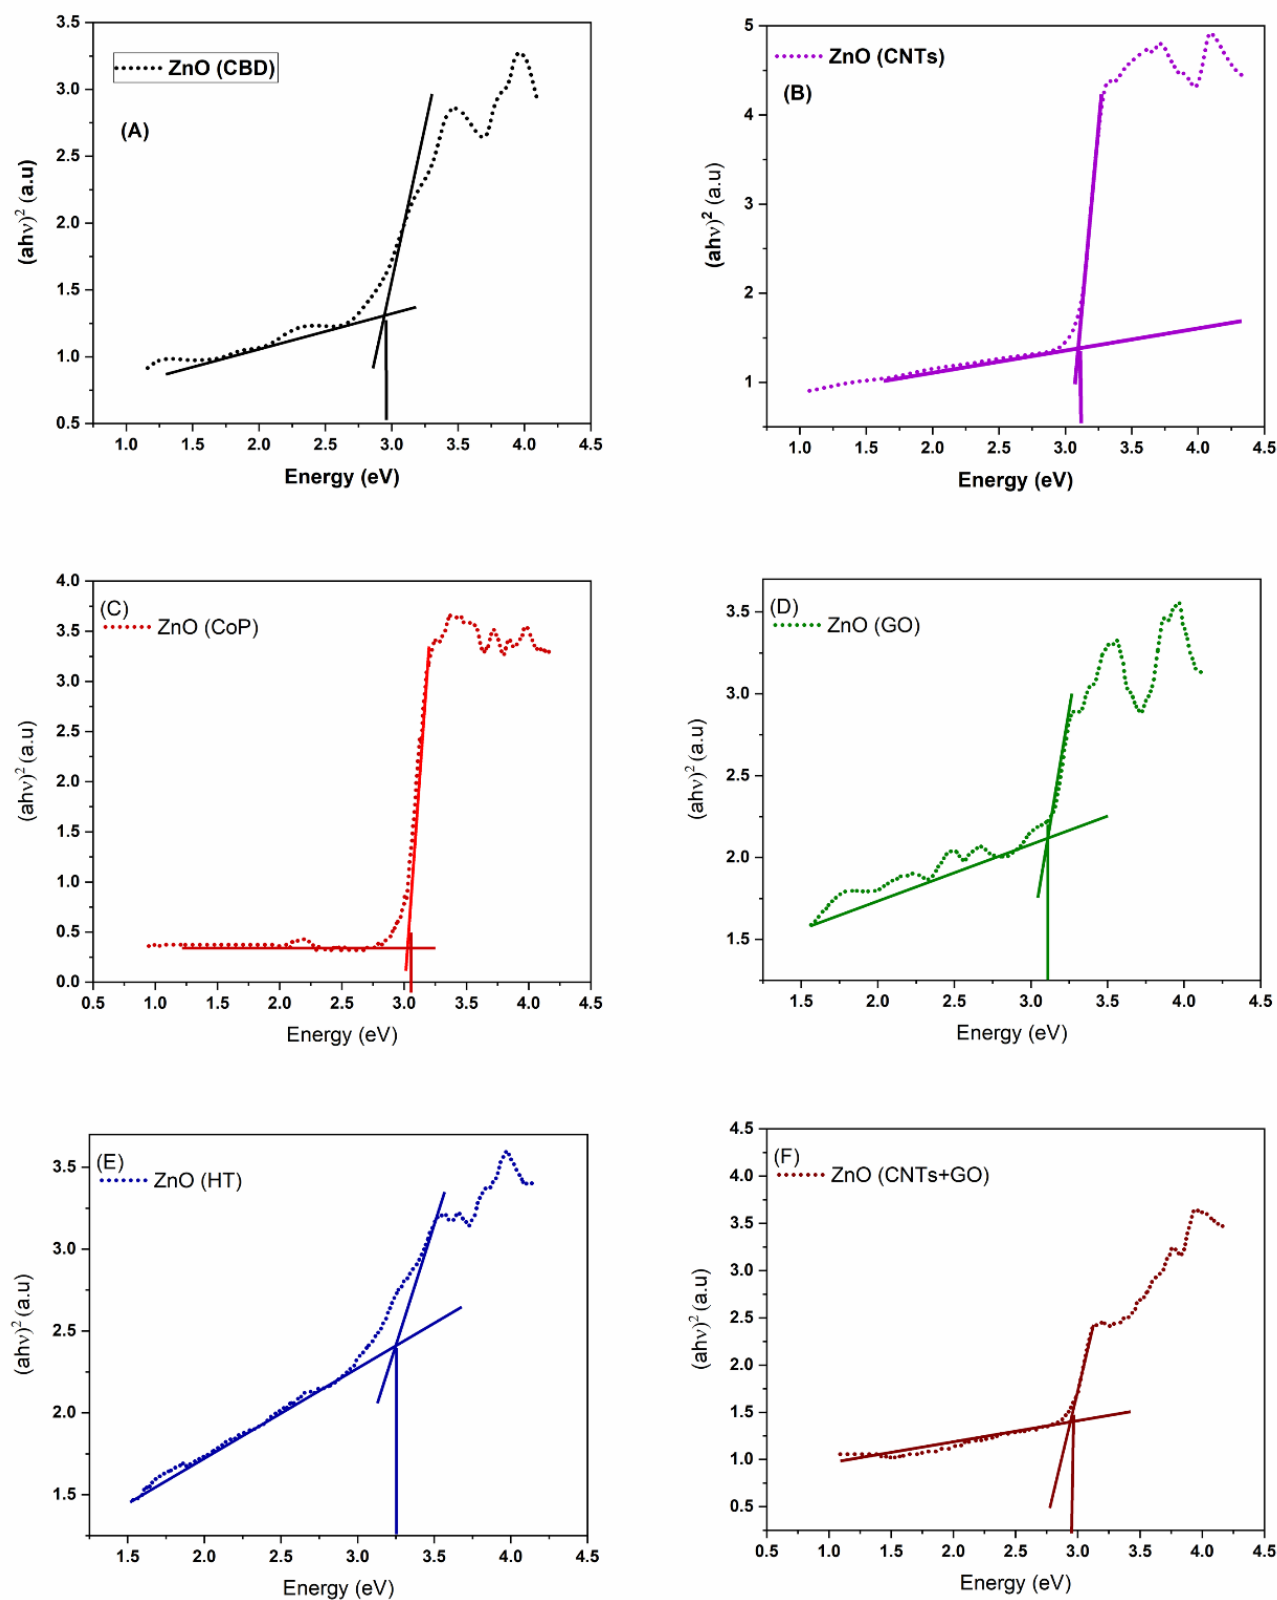 ZnO (CBD)
(A)
(ahν)² (a.u)
3.5
3.0
2.5
2.0
1.5
1.0
0.5
1.0 1.5 2.0 2.5 3.0 3.5 4.0 4.5
Energy (eV)
ZnO (CNTs)
(B)
(ahν)² (a.u)
5
4
3
2
1
1.0 1.5 2.0 2.5 3.0 3.5 4.0 4.5
Energy (eV)
(C)
ZnO (CoP)
(ahν)² (a.u)
4.0
3.5
3.0
2.5
2.0
1.5
1.0
0.5
0.0
0.5 1.0 1.5 2.0 2.5 3.0 3.5 4.0 4.5
Energy (eV)
(D)
ZnO (GO)
(ahν)² (a.u)
3.5
3.0
2.5
2.0
1.5
1.5 2.0 2.5 3.0 3.5 4.0 4.5
Energy (eV)
(E)
ZnO (HT)
(ahν)² (a.u)
3.5
3.0
2.5
2.0
1.5
1.5 2.0 2.5 3.0 3.5 4.0 4.5
Energy (eV)
(F)
ZnO (CNTs+GO)
(ahν)² (a.u)
4.5
4.0
3.5
3.0
2.5
2.0
1.5
1.0
0.5
0.5 1.0 1.5 2.0 2.5 3.0 3.5 4.0 4.5
Energy (eV)